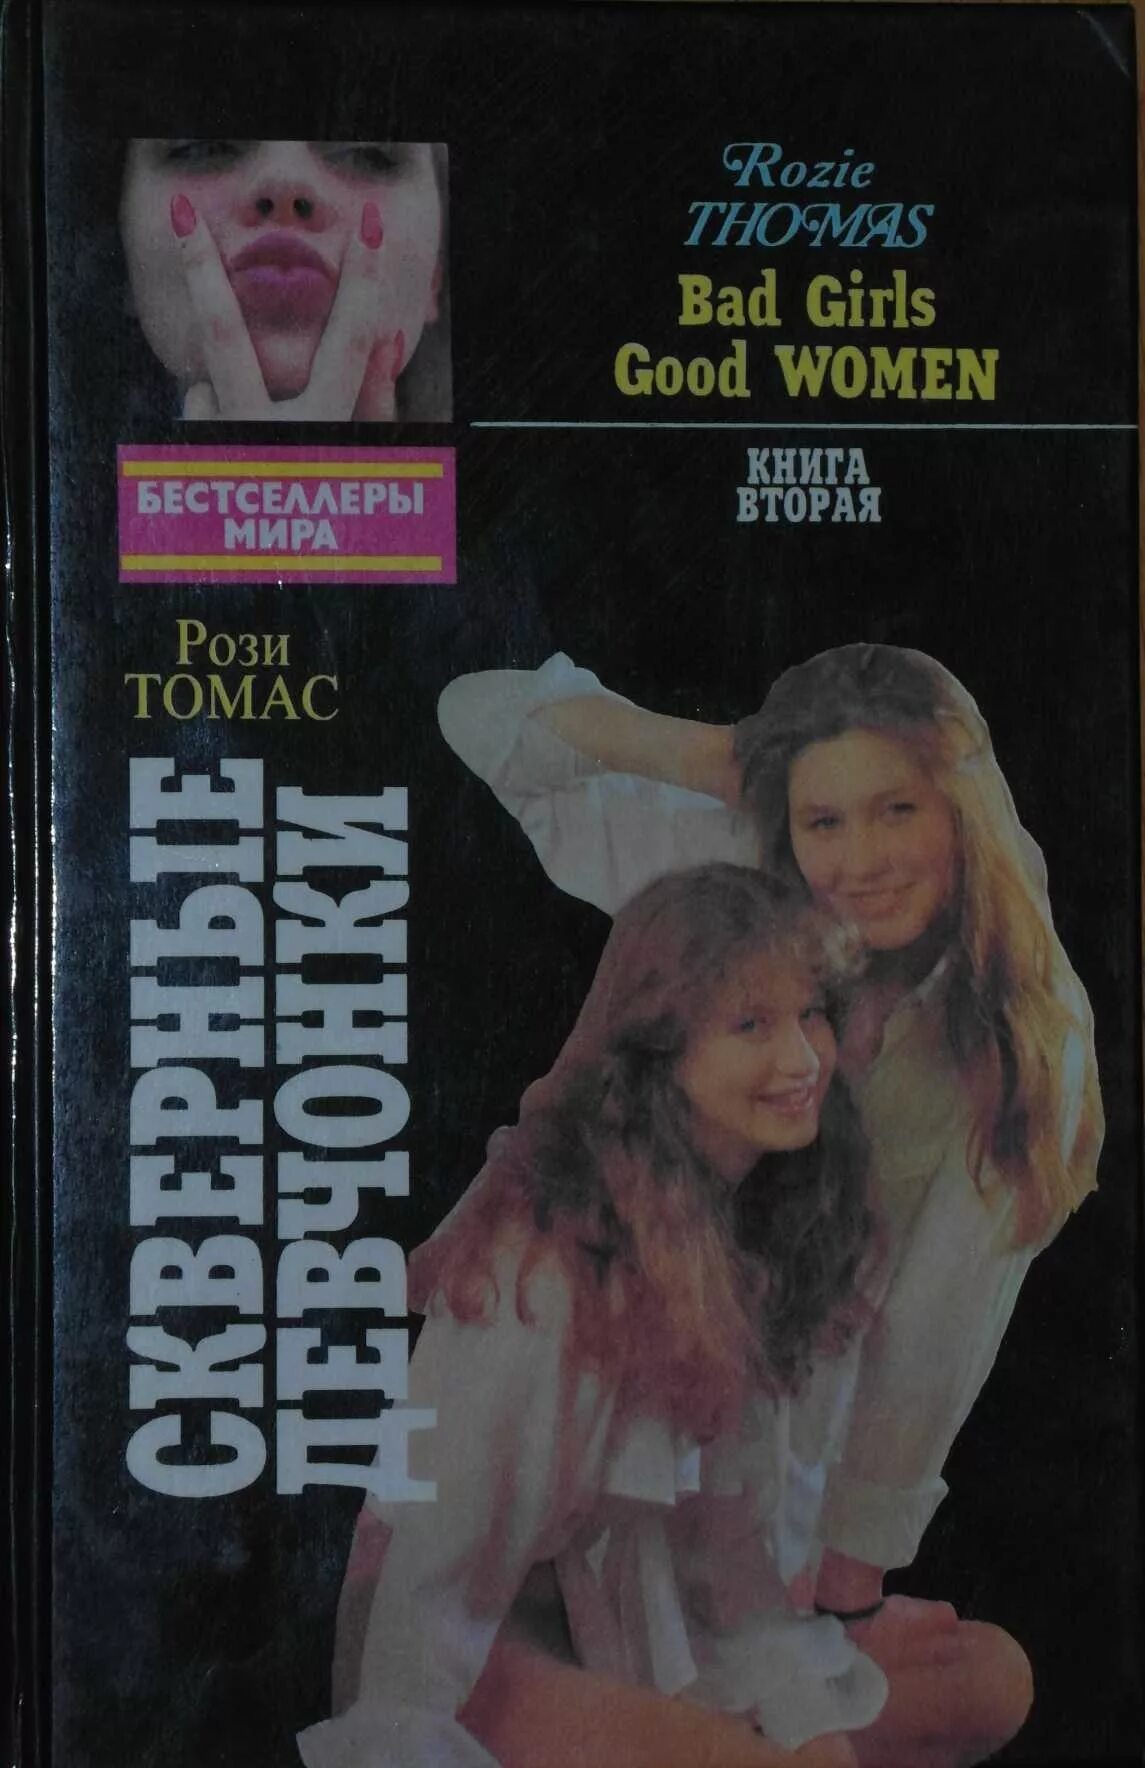 Rozie
THOMAS
Bad Girls
Good WOMEN
КНИГА
ВТОРАЯ
БЕСТСЕЛЛЕРЫ
МИРА
Рози
ТОМАС
СКВЕРНЫЕ
ДЕВЧОНКИ